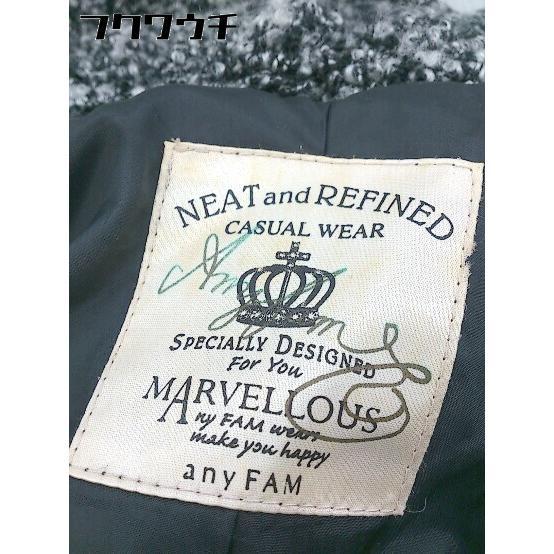 フクワウチ
NEAT and REFINED
CASUAL WEAR
SPECIALLY DESIGNED
For You
MARVELLOUS
Any FAM wears
make you happy
any FAM